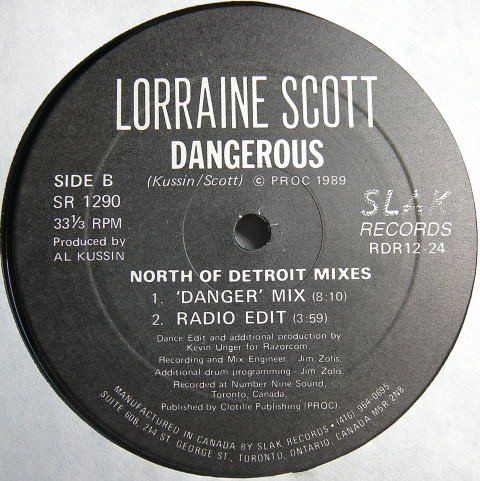 LORRAINE SCOTT
DANGEROUS
(Kussin/Scott) © PROC 1989
SIDE B
SR 1290
33⅓ RPM
Produced by
AL KUSSIN
SLAK
RECORDS
RDR12-24
NORTH OF DETROIT MIXES
1. 'DANGER' MIX (8:10)
2. RADIO EDIT (3:59)
Dance Edit and additional production by
Kevin Unger for Razorcom.
Recording and Mix Engineer - Jim Zolis.
Additional drum programming - Jim Zolis.
Recorded at Number Nine Sound,
Toronto, Canada.
Published by Clotille Publishing (PROC).
MANUFACTURED IN CANADA BY SLAK RECORDS • (416) 964-0695
SUITE 608, 214 ST. GEORGE ST., TORONTO, ONTARIO, CANADA M5R 2N8